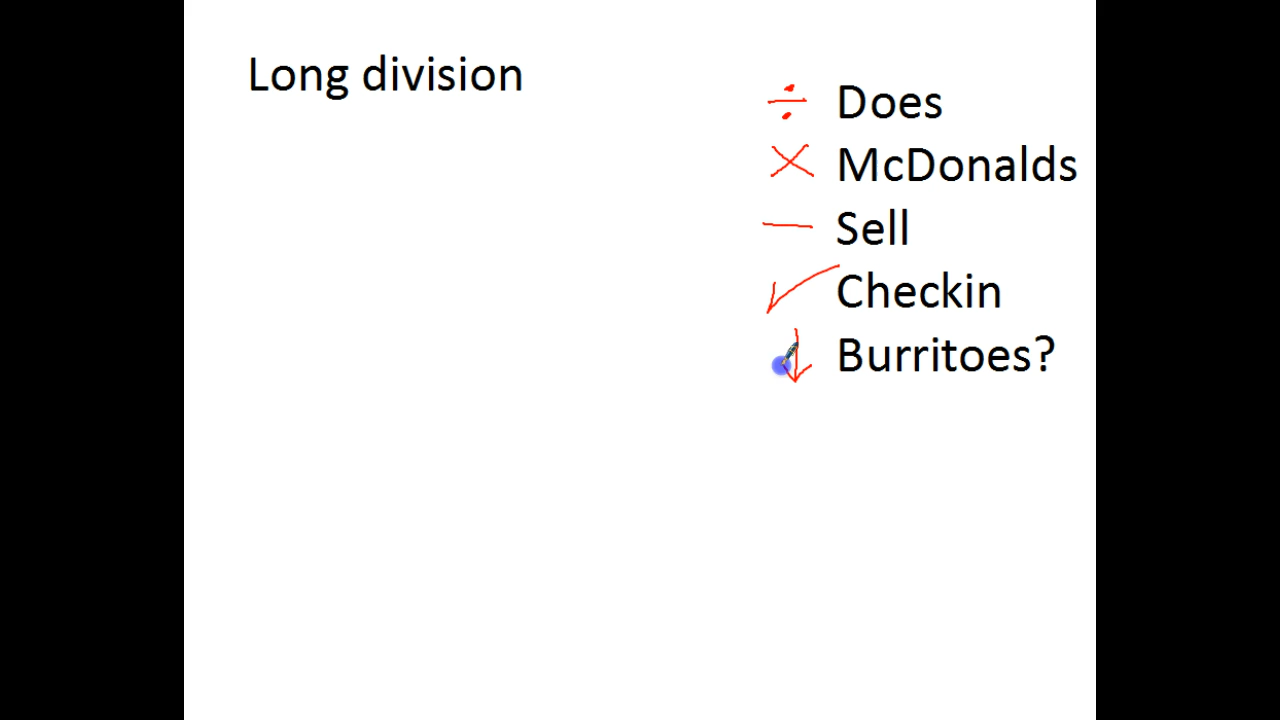 Long division
÷ Does
× McDonalds
— Sell
✓ Checkin
↓ Burritoes?